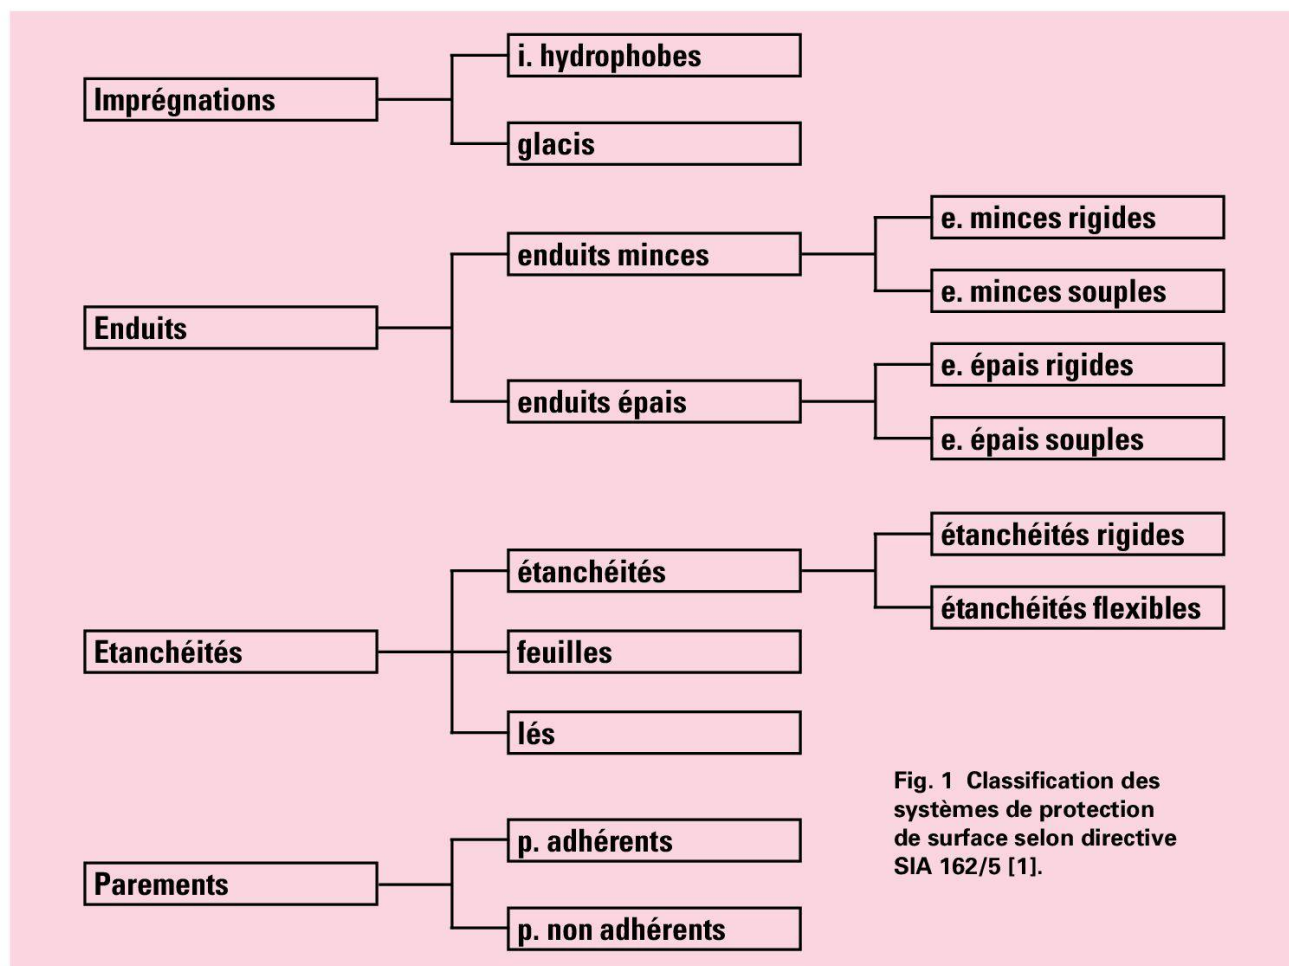 i. hydrophobes
Imprégnations
glacis
e. minces rigides
enduits minces
e. minces souples
Enduits
e. épais rigides
enduits épais
e. épais souples
étanchéités rigides
étanchéités
étanchéités flexibles
Etanchéités
feuilles
lés
Fig. 1 Classification des
systèmes de protection
de surface selon directive
SIA 162/5 [1].
p. adhérents
Parements
p. non adhérents